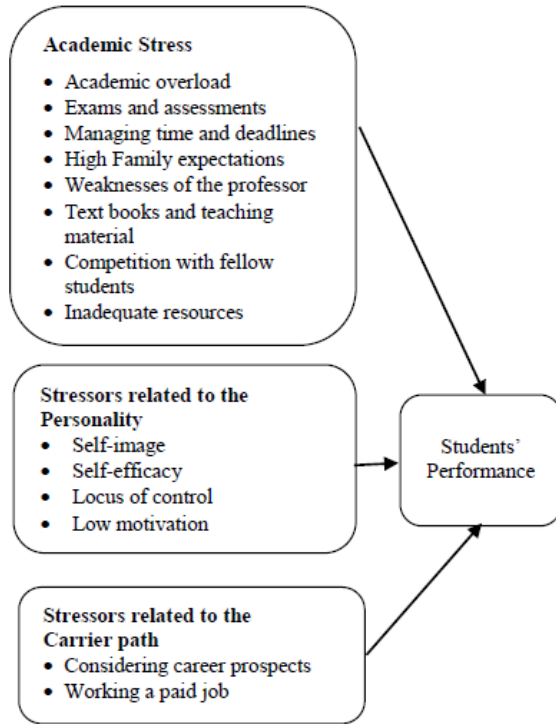 Academic Stress
• Academic overload
• Exams and assessments
• Managing time and deadlines
• High Family expectations
• Weaknesses of the professor
• Text books and teaching
material
• Competition with fellow
students
• Inadequate resources
Stressors related to the
Personality
• Self-image
• Self-efficacy
• Locus of control
• Low motivation
Students’
Performance
Stressors related to the
Carrier path
• Considering career prospects
• Working a paid job